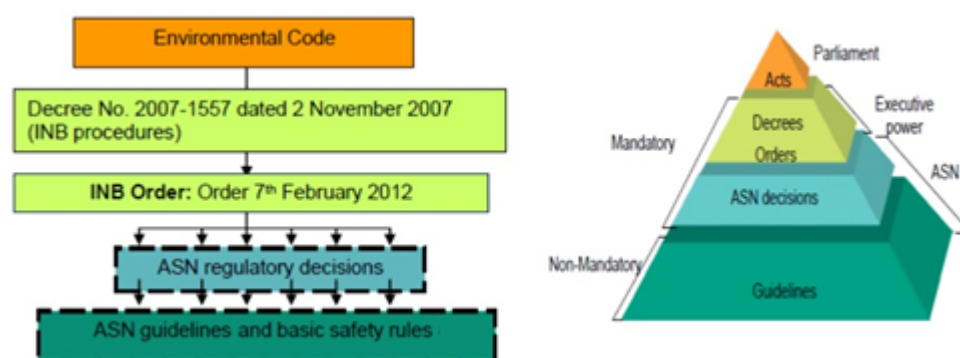 Environmental Code
Decree No. 2007-1557 dated 2 November 2007
(INB procedures)
INB Order: Order 7th February 2012
ASN regulatory decisions
ASN guidelines and basic safety rules
Parliament
Acts
Executive
power
Mandatory
Decrees
Orders
ASN
ASN decisions
Non-Mandatory
Guidelines